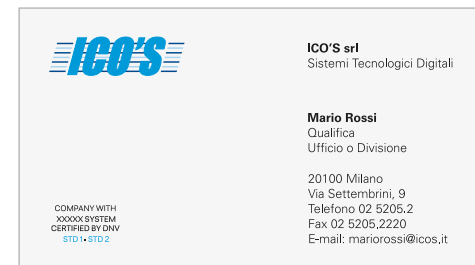 ICO'S
ICO'S srl
Sistemi Tecnologici Digitali
Mario Rossi
Qualifica
Ufficio o Divisione
20100 Milano
Via Settembrini, 9
Telefono 02 5205.2
Fax 02 5205.2220
E-mail: mariorossi@icos.it
COMPANY WITH
XXXXX SYSTEM
CERTIFIED BY DNV
STD 1 • STD 2